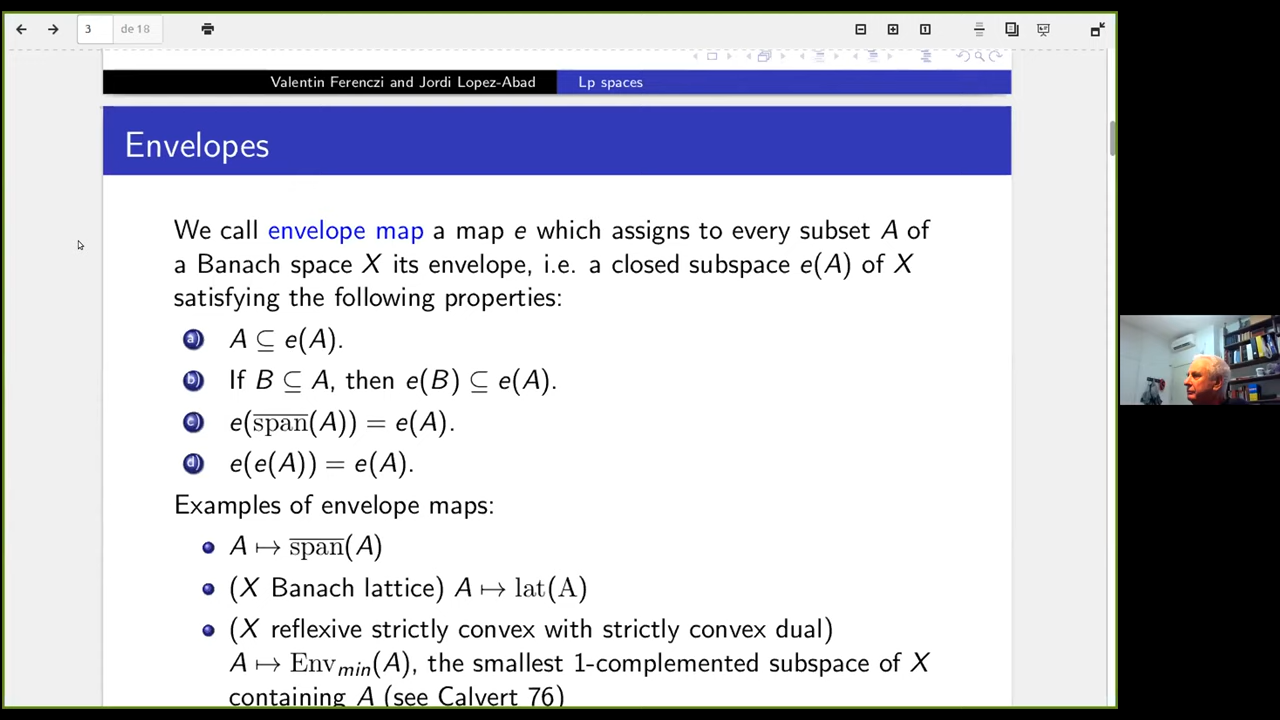 3 de 18
Valentin Ferenczi and Jordi Lopez-Abad Lp spaces
Envelopes
We call envelope map a map e which assigns to every subset A of
a Banach space X its envelope, i.e. a closed subspace e(A) of X
satisfying the following properties:
a) A ⊆ e(A).
b) If B ⊆ A, then e(B) ⊆ e(A).
c) e(s̅p̅a̅n̅(A)) = e(A).
d) e(e(A)) = e(A).
Examples of envelope maps:
A ↦ s̅p̅a̅n̅(A)
(X Banach lattice) A ↦ lat(A)
(X reflexive strictly convex with strictly convex dual)
A ↦ Env_min(A), the smallest 1-complemented subspace of X
containing A (see Calvert 76)